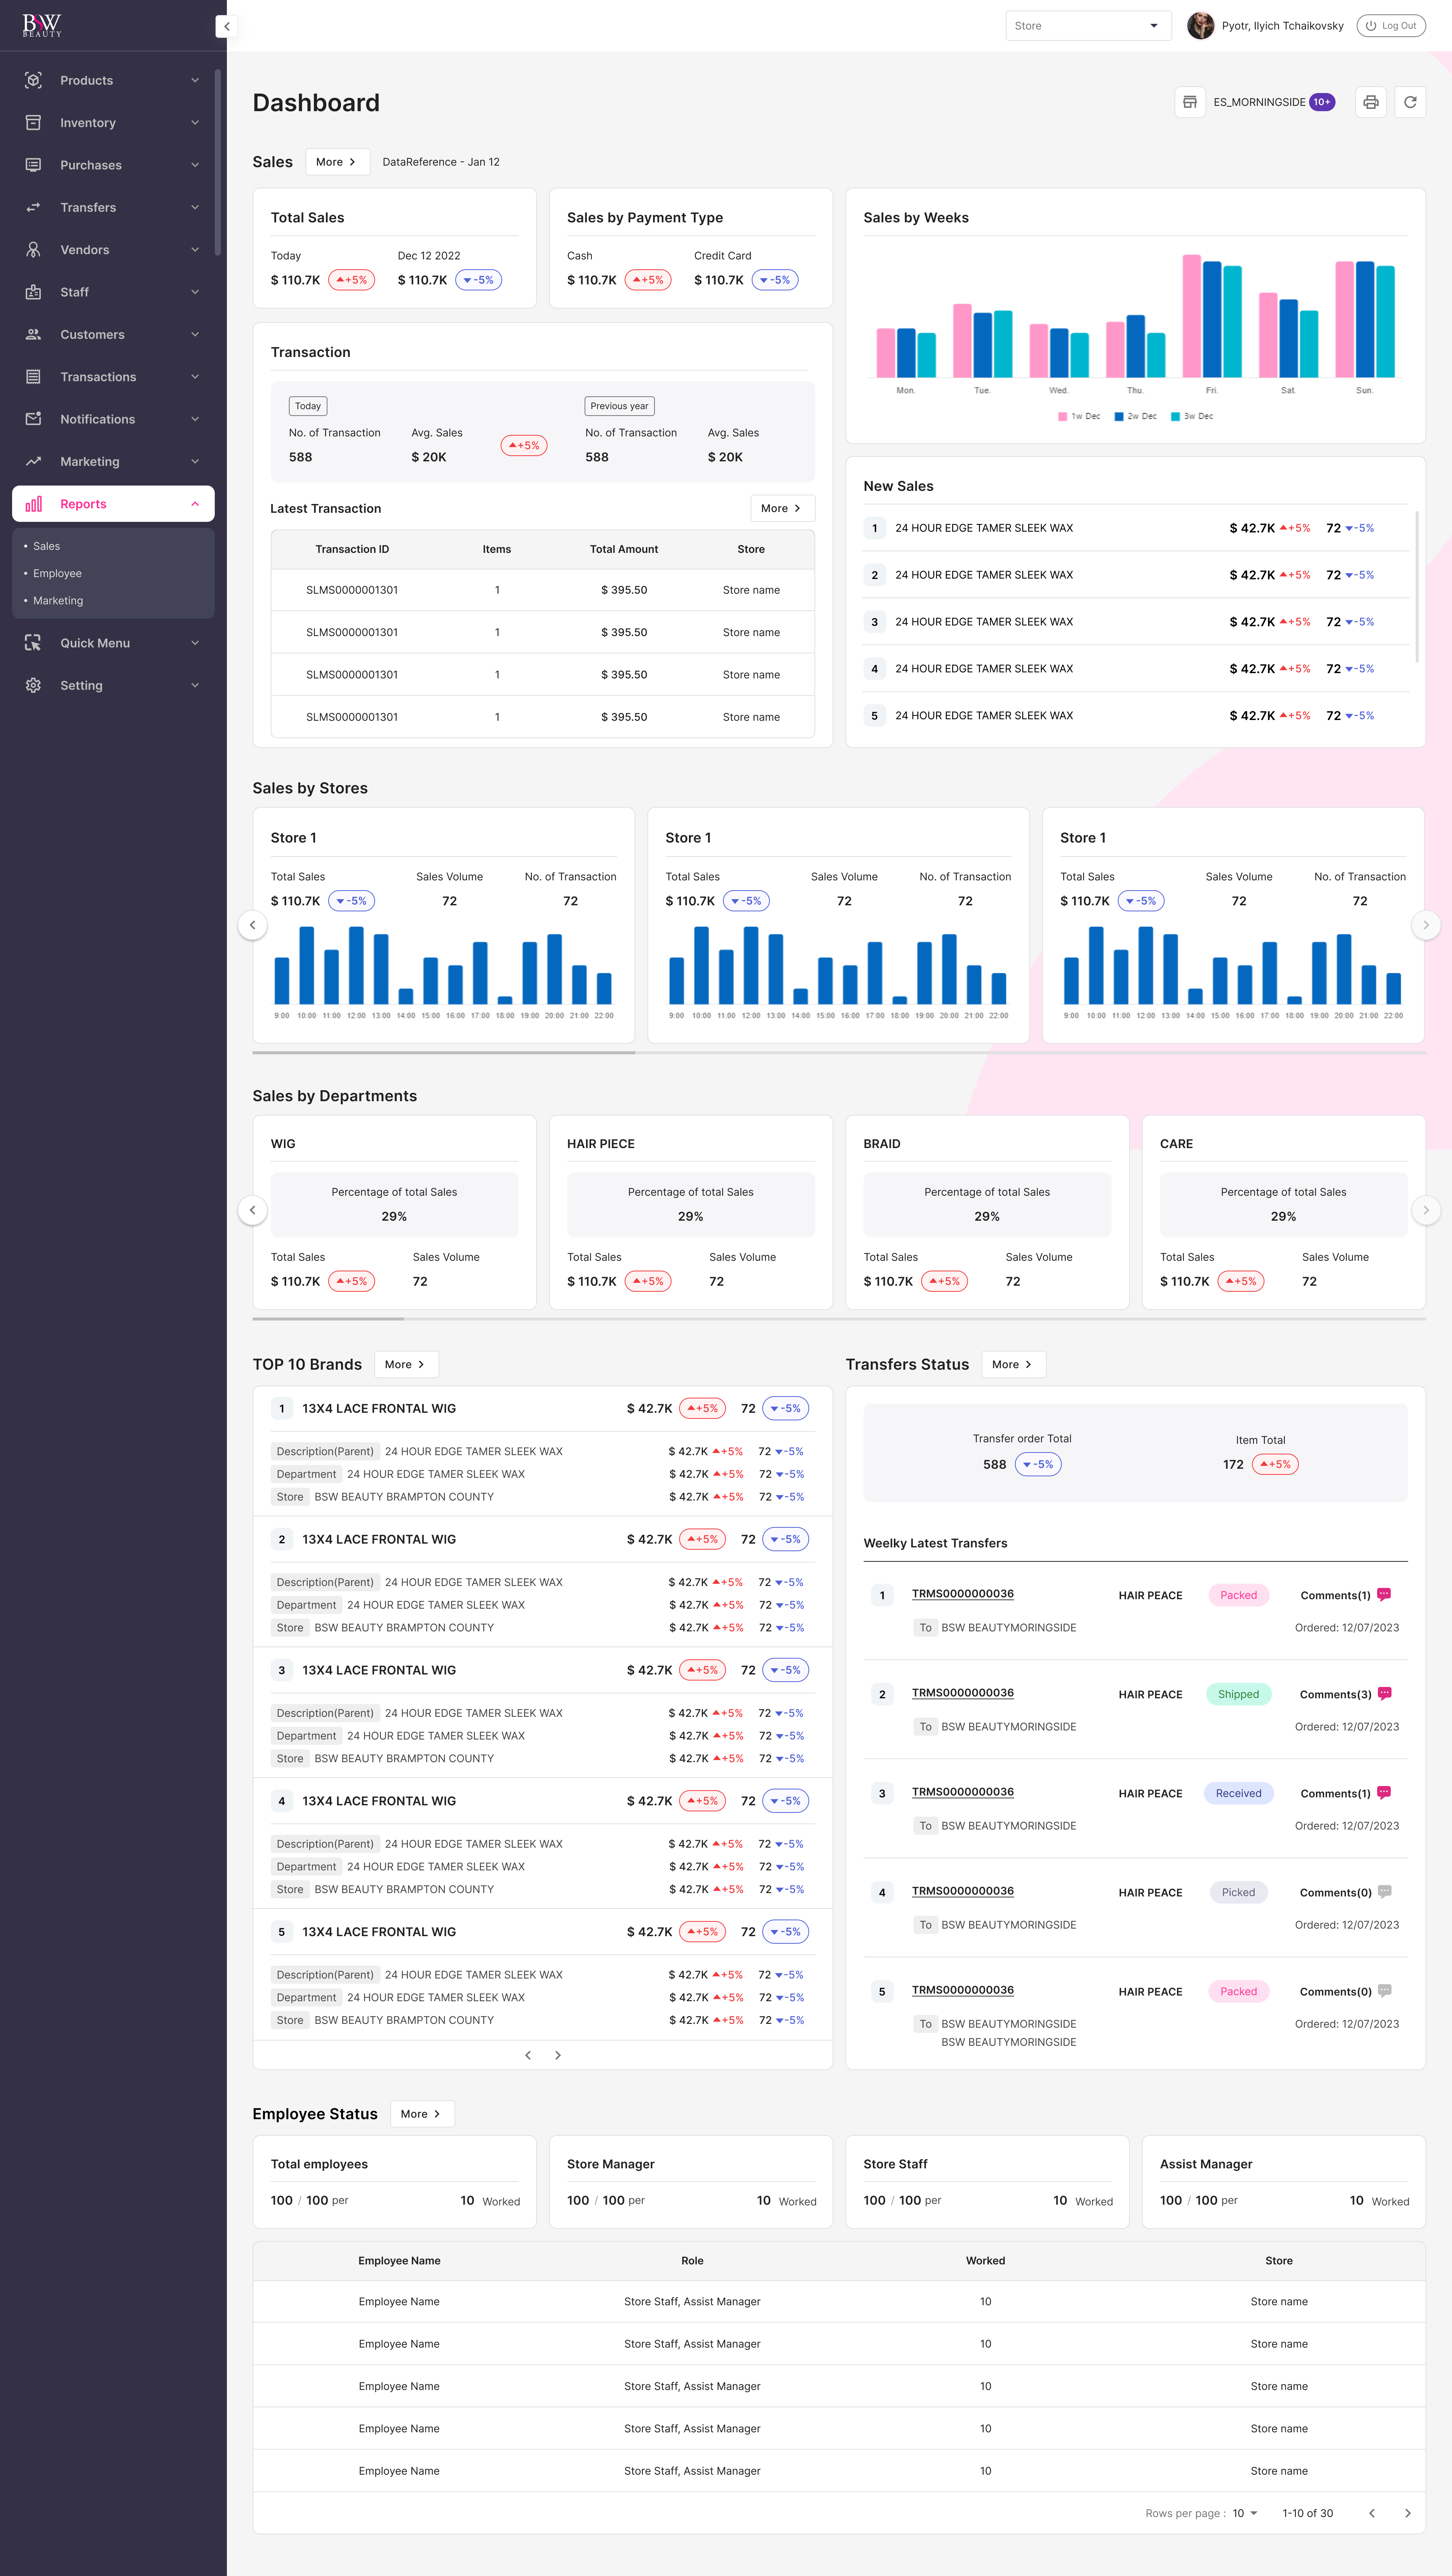 BSW
BEAUTY
Store
Pyotr, Ilyich Tchaikovsky
Log Out
Products
Inventory
Purchases
Transfers
Vendors
Staff
Customers
Transactions
Notifications
Marketing
Reports
• Sales
• Employee
• Marketing
Quick Menu
Setting
Dashboard
ES_MORNINGSIDE 10+
Sales More DataReference - Jan 12
Total Sales
Today Dec 12 2022
$ 110.7K +5% $ 110.7K -5%
Sales by Payment Type
Cash Credit Card
$ 110.7K +5% $ 110.7K -5%
Sales by Weeks
Mon. Tue. Wed. Thu. Fri. Sat. Sun.
1w Dec 2w Dec 3w Dec
Transaction
Today Previous year
No. of Transaction Avg. Sales No. of Transaction Avg. Sales
588 $ 20K +5% 588 $ 20K
Latest Transaction More
Transaction ID Items Total Amount Store
SLMS0000001301 1 $ 395.50 Store name
SLMS0000001301 1 $ 395.50 Store name
SLMS0000001301 1 $ 395.50 Store name
SLMS0000001301 1 $ 395.50 Store name
New Sales
1 24 HOUR EDGE TAMER SLEEK WAX $ 42.7K +5% 72 -5%
2 24 HOUR EDGE TAMER SLEEK WAX $ 42.7K +5% 72 -5%
3 24 HOUR EDGE TAMER SLEEK WAX $ 42.7K +5% 72 -5%
4 24 HOUR EDGE TAMER SLEEK WAX $ 42.7K +5% 72 -5%
5 24 HOUR EDGE TAMER SLEEK WAX $ 42.7K +5% 72 -5%
Sales by Stores
Store 1
Total Sales Sales Volume No. of Transaction
$ 110.7K -5% 72 72
9:00 10:00 11:00 12:00 13:00 14:00 15:00 16:00 17:00 18:00 19:00 20:00 21:00 22:00
Store 1
Total Sales Sales Volume No. of Transaction
$ 110.7K -5% 72 72
9:00 10:00 11:00 12:00 13:00 14:00 15:00 16:00 17:00 18:00 19:00 20:00 21:00 22:00
Store 1
Total Sales Sales Volume No. of Transaction
$ 110.7K -5% 72 72
9:00 10:00 11:00 12:00 13:00 14:00 15:00 16:00 17:00 18:00 19:00 20:00 21:00 22:00
Sales by Departments
WIG
Percentage of total Sales
29%
Total Sales Sales Volume
$ 110.7K +5% 72
HAIR PIECE
Percentage of total Sales
29%
Total Sales Sales Volume
$ 110.7K +5% 72
BRAID
Percentage of total Sales
29%
Total Sales Sales Volume
$ 110.7K +5% 72
CARE
Percentage of total Sales
29%
Total Sales Sales Volume
$ 110.7K +5% 72
TOP 10 Brands More
1 13X4 LACE FRONTAL WIG $ 42.7K +5% 72 -5%
Description(Parent) 24 HOUR EDGE TAMER SLEEK WAX $ 42.7K +5% 72 -5%
Department 24 HOUR EDGE TAMER SLEEK WAX $ 42.7K +5% 72 -5%
Store BSW BEAUTY BRAMPTON COUNTY $ 42.7K +5% 72 -5%
2 13X4 LACE FRONTAL WIG $ 42.7K +5% 72 -5%
Description(Parent) 24 HOUR EDGE TAMER SLEEK WAX $ 42.7K +5% 72 -5%
Department 24 HOUR EDGE TAMER SLEEK WAX $ 42.7K +5% 72 -5%
Store BSW BEAUTY BRAMPTON COUNTY $ 42.7K +5% 72 -5%
3 13X4 LACE FRONTAL WIG $ 42.7K +5% 72 -5%
Description(Parent) 24 HOUR EDGE TAMER SLEEK WAX $ 42.7K +5% 72 -5%
Department 24 HOUR EDGE TAMER SLEEK WAX $ 42.7K +5% 72 -5%
Store BSW BEAUTY BRAMPTON COUNTY $ 42.7K +5% 72 -5%
4 13X4 LACE FRONTAL WIG $ 42.7K +5% 72 -5%
Description(Parent) 24 HOUR EDGE TAMER SLEEK WAX $ 42.7K +5% 72 -5%
Department 24 HOUR EDGE TAMER SLEEK WAX $ 42.7K +5% 72 -5%
Store BSW BEAUTY BRAMPTON COUNTY $ 42.7K +5% 72 -5%
5 13X4 LACE FRONTAL WIG $ 42.7K +5% 72 -5%
Description(Parent) 24 HOUR EDGE TAMER SLEEK WAX $ 42.7K +5% 72 -5%
Department 24 HOUR EDGE TAMER SLEEK WAX $ 42.7K +5% 72 -5%
Store BSW BEAUTY BRAMPTON COUNTY $ 42.7K +5% 72 -5%
Transfers Status More
Transfer order Total Item Total
588 -5% 172 +5%
Weelky Latest Transfers
1 TRMS0000000036 HAIR PEACE Packed Comments(1)
To BSW BEAUTYMORINGSIDE Ordered: 12/07/2023
2 TRMS0000000036 HAIR PEACE Shipped Comments(3)
To BSW BEAUTYMORINGSIDE Ordered: 12/07/2023
3 TRMS0000000036 HAIR PEACE Received Comments(1)
To BSW BEAUTYMORINGSIDE Ordered: 12/07/2023
4 TRMS0000000036 HAIR PEACE Picked Comments(0)
To BSW BEAUTYMORINGSIDE Ordered: 12/07/2023
5 TRMS0000000036 HAIR PEACE Packed Comments(0)
To BSW BEAUTYMORINGSIDE Ordered: 12/07/2023
BSW BEAUTYMORINGSIDE
Employee Status More
Total employees
100 / 100 per 10 Worked
Store Manager
100 / 100 per 10 Worked
Store Staff
100 / 100 per 10 Worked
Assist Manager
100 / 100 per 10 Worked
Employee Name Role Worked Store
Employee Name Store Staff, Assist Manager 10 Store name
Employee Name Store Staff, Assist Manager 10 Store name
Employee Name Store Staff, Assist Manager 10 Store name
Employee Name Store Staff, Assist Manager 10 Store name
Employee Name Store Staff, Assist Manager 10 Store name
Rows per page : 10 1-10 of 30